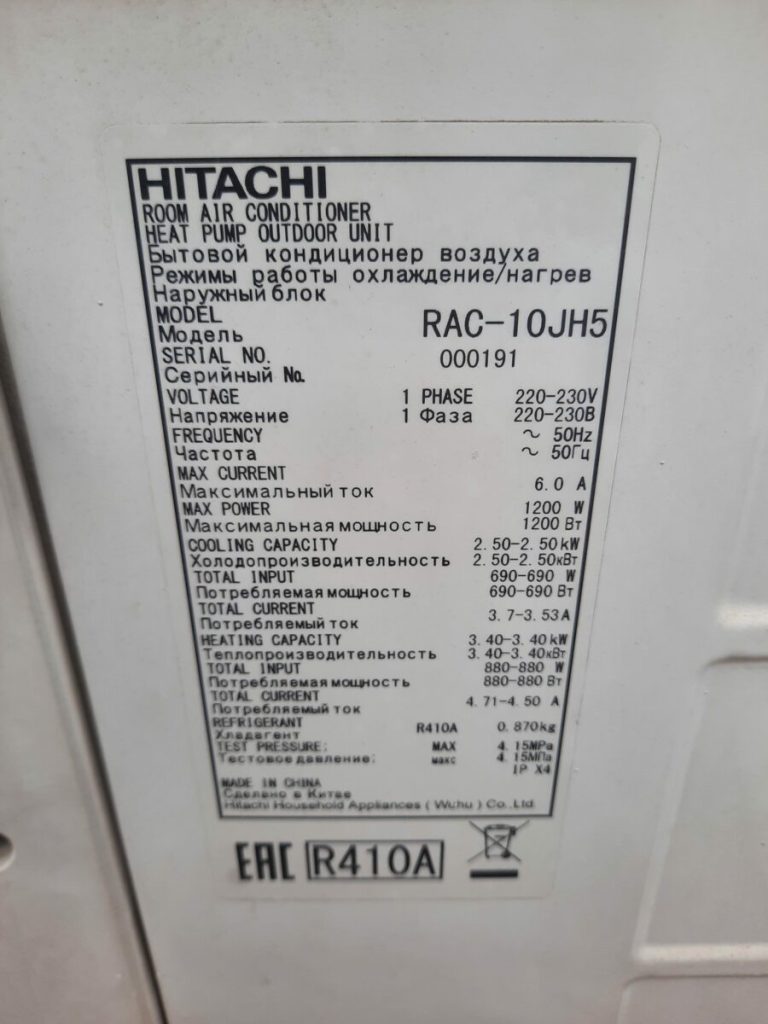 HITACHI
ROOM AIR CONDITIONER
HEAT PUMP OUTDOOR UNIT
Бытовой кондиционер воздуха
Режимы работы охлаждение/нагрев
Наружный блок
MODEL RAC-10JH5
Модель
SERIAL NO. 000191
Серийный №.
VOLTAGE 1 PHASE 220-230V
Напряжение 1 Фаза 220-230В
FREQUENCY ~ 50Hz
Частота ~ 50Гц
MAX CURRENT 6.0 A
Максимальный ток
MAX POWER 1200 W
Максимальная мощность 1200 Вт
COOLING CAPACITY 2.50-2.50kW
Холодопроизводительность 2.50-2.50кВт
TOTAL INPUT 690-690 W
Потребляемая мощность 690-690 Вт
TOTAL CURRENT 3.7-3.53A
Потребляемый ток
HEATING CAPACITY 3.40-3.40kW
Теплопроизводительность 3.40-3.40кВт
TOTAL INPUT 880-880 W
Потребляемая мощность 880-880 Вт
TOTAL CURRENT 4.71-4.50 A
Потребляемый ток
REFRIGERANT R410A 0.870kg
Хладагент
TEST PRESSURE: MAX 4.15MPa
Тестовое давление: макс 4.15МПа
IP X4
MADE IN CHINA
Сделано в Китае
Hitachi Household Appliances (Wuhu) Co.,Ltd.
EAC R410A